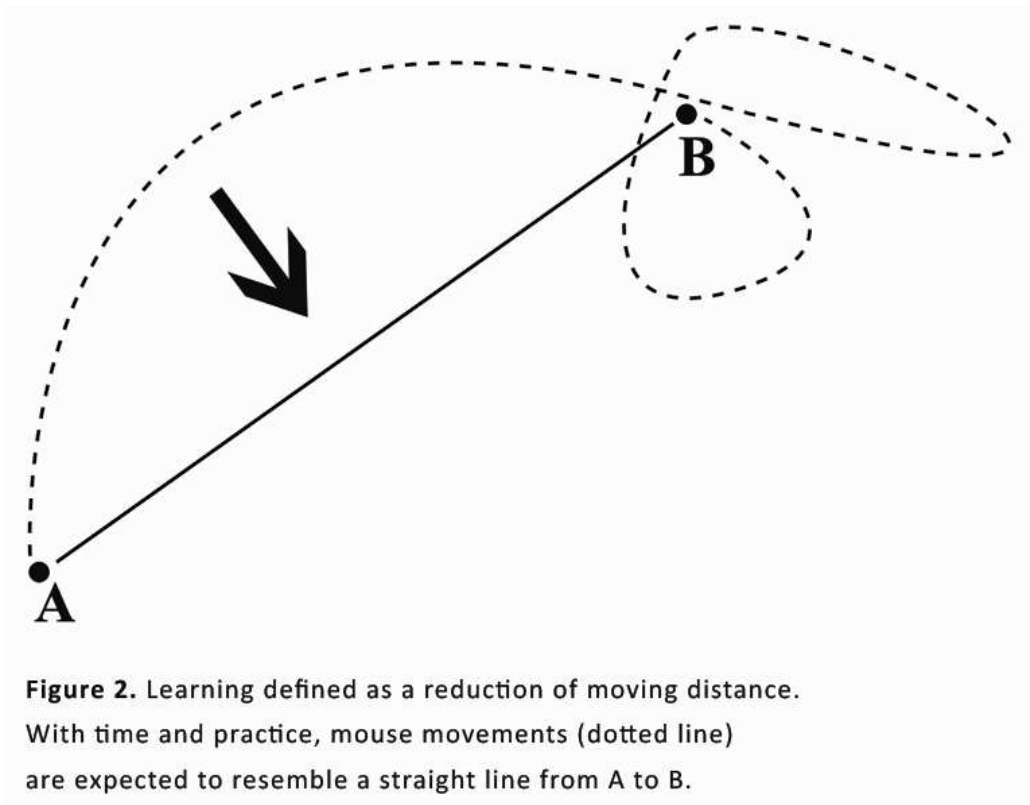 B
A
Figure 2. Learning defined as a reduction of moving distance.
With time and practice, mouse movements (dotted line)
are expected to resemble a straight line from A to B.